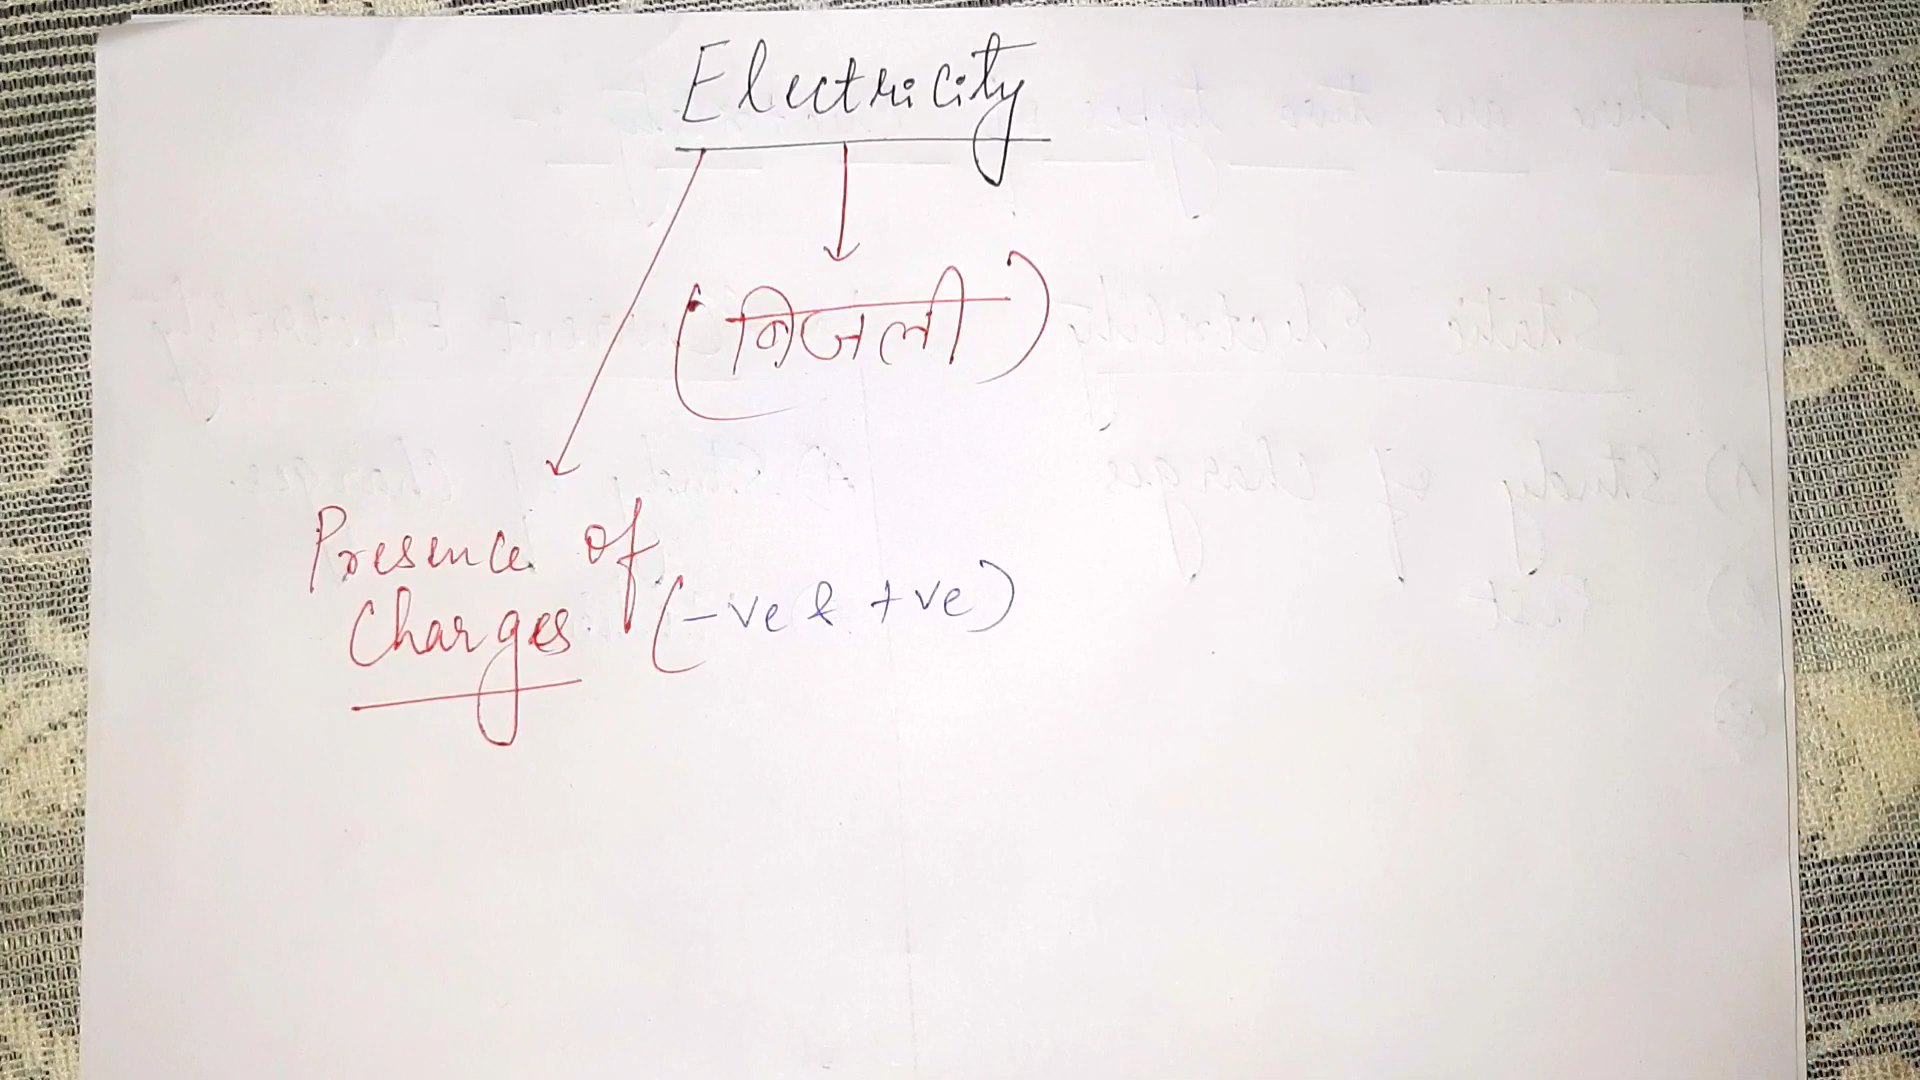 Electricity
(बिजली)
Presence of
Charges (-ve & +ve)